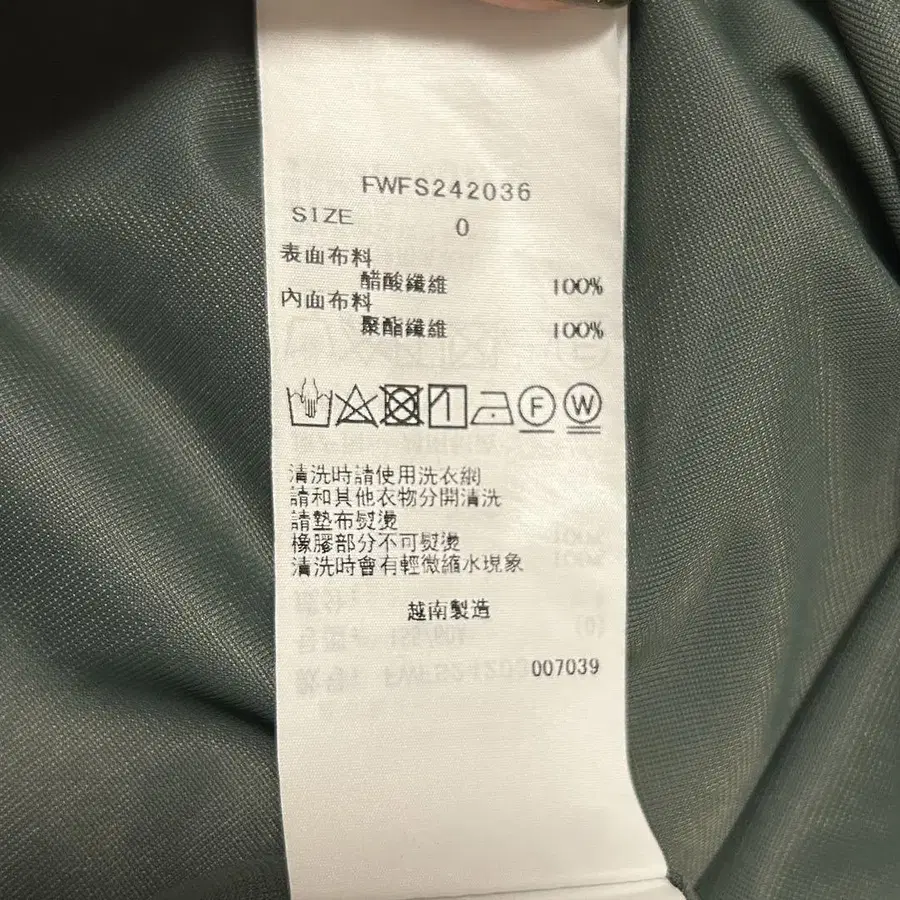 FWFS242036
SIZE 0
表面布料
醋酸纖維 100%
內面布料
聚酯纖維 100%
F W
清洗時請使用洗衣網
請和其他衣物分開清洗
請墊布熨燙
橡膠部分不可熨燙
清洗時會有輕微縮水現象
越南製造
007039